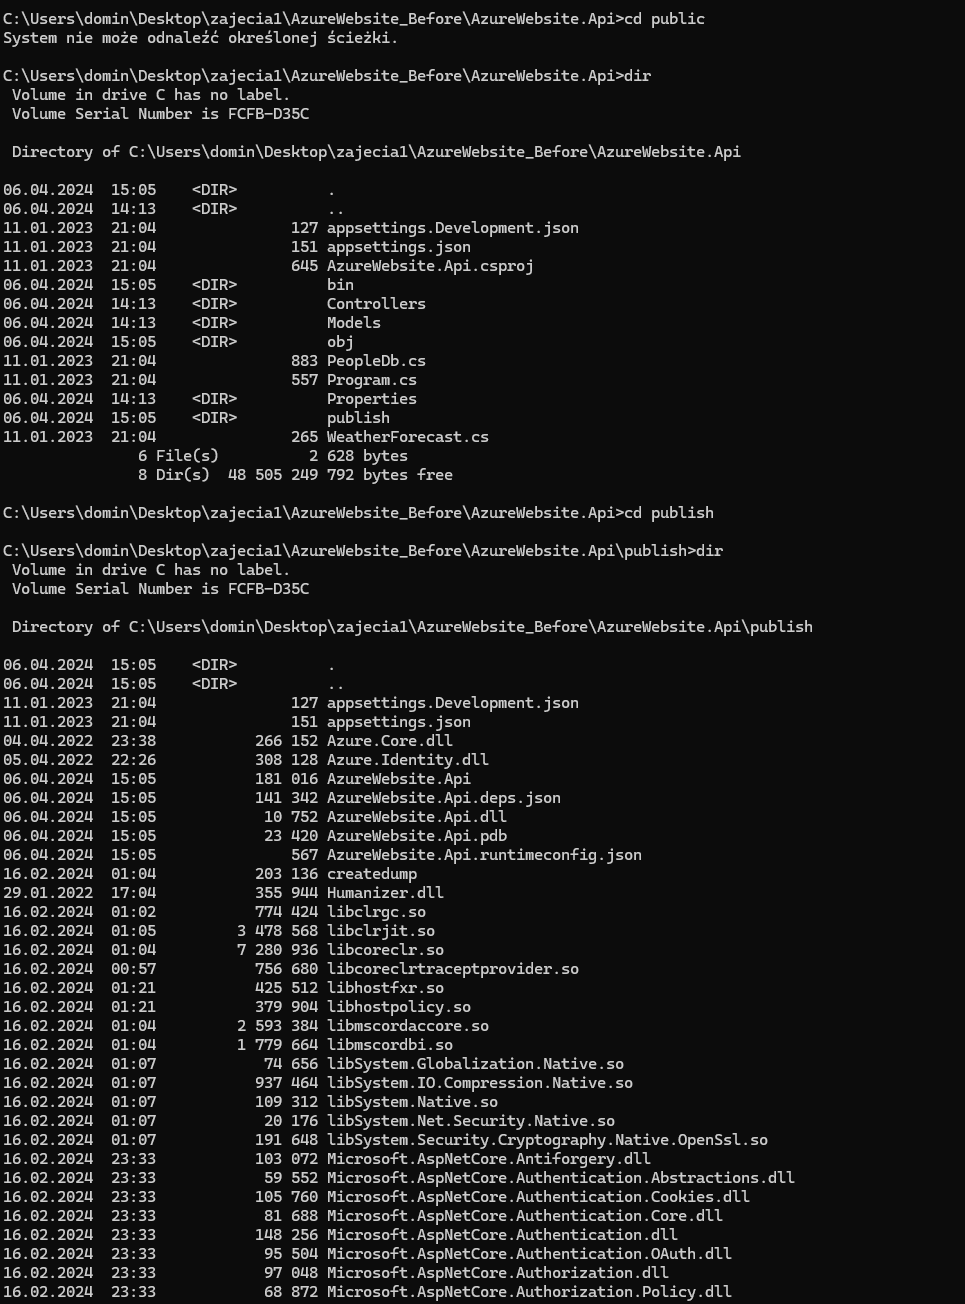 C:\Users\domin\Desktop\zajecia1\AzureWebsite_Before\AzureWebsite.Api>cd public
System nie może odnaleźć określonej ścieżki.
C:\Users\domin\Desktop\zajecia1\AzureWebsite_Before\AzureWebsite.Api>dir
Volume in drive C has no label.
Volume Serial Number is FCFB-D35C
Directory of C:\Users\domin\Desktop\zajecia1\AzureWebsite_Before\AzureWebsite.Api
06.04.2024  15:05    <DIR>          .
06.04.2024  14:13    <DIR>          ..
11.01.2023  21:04               127 appsettings.Development.json
11.01.2023  21:04               151 appsettings.json
11.01.2023  21:04               645 AzureWebsite.Api.csproj
06.04.2024  15:05    <DIR>          bin
06.04.2024  14:13    <DIR>          Controllers
06.04.2024  14:13    <DIR>          Models
06.04.2024  15:05    <DIR>          obj
11.01.2023  21:04               883 PeopleDb.cs
11.01.2023  21:04               557 Program.cs
06.04.2024  14:13    <DIR>          Properties
06.04.2024  15:05    <DIR>          publish
11.01.2023  21:04               265 WeatherForecast.cs
6 File(s)          2 628 bytes
8 Dir(s)  48 505 249 792 bytes free
C:\Users\domin\Desktop\zajecia1\AzureWebsite_Before\AzureWebsite.Api>cd publish
C:\Users\domin\Desktop\zajecia1\AzureWebsite_Before\AzureWebsite.Api\publish>dir
Volume in drive C has no label.
Volume Serial Number is FCFB-D35C
Directory of C:\Users\domin\Desktop\zajecia1\AzureWebsite_Before\AzureWebsite.Api\publish
06.04.2024  15:05    <DIR>          .
06.04.2024  15:05    <DIR>          ..
11.01.2023  21:04               127 appsettings.Development.json
11.01.2023  21:04               151 appsettings.json
04.04.2022  23:38           266 152 Azure.Core.dll
05.04.2022  22:26           308 128 Azure.Identity.dll
06.04.2024  15:05           181 016 AzureWebsite.Api
06.04.2024  15:05           141 342 AzureWebsite.Api.deps.json
06.04.2024  15:05            10 752 AzureWebsite.Api.dll
06.04.2024  15:05            23 420 AzureWebsite.Api.pdb
06.04.2024  15:05               567 AzureWebsite.Api.runtimeconfig.json
16.02.2024  01:04           203 136 createdump
29.01.2022  17:04           355 944 Humanizer.dll
16.02.2024  01:02           774 424 libclrgc.so
16.02.2024  01:05         3 478 568 libclrjit.so
16.02.2024  01:04         7 280 936 libcoreclr.so
16.02.2024  00:57           756 680 libcoreclrtraceptprovider.so
16.02.2024  01:21           425 512 libhostfxr.so
16.02.2024  01:21           379 904 libhostpolicy.so
16.02.2024  01:04         2 593 384 libmscordaccore.so
16.02.2024  01:04         1 779 664 libmscordbi.so
16.02.2024  01:07            74 656 libSystem.Globalization.Native.so
16.02.2024  01:07           937 464 libSystem.IO.Compression.Native.so
16.02.2024  01:07           109 312 libSystem.Native.so
16.02.2024  01:07            20 176 libSystem.Net.Security.Native.so
16.02.2024  01:07           191 648 libSystem.Security.Cryptography.Native.OpenSsl.so
16.02.2024  23:33           103 072 Microsoft.AspNetCore.Antiforgery.dll
16.02.2024  23:33            59 552 Microsoft.AspNetCore.Authentication.Abstractions.dll
16.02.2024  23:33           105 760 Microsoft.AspNetCore.Authentication.Cookies.dll
16.02.2024  23:33            81 688 Microsoft.AspNetCore.Authentication.Core.dll
16.02.2024  23:33           148 256 Microsoft.AspNetCore.Authentication.dll
16.02.2024  23:33            95 504 Microsoft.AspNetCore.Authentication.OAuth.dll
16.02.2024  23:33            97 048 Microsoft.AspNetCore.Authorization.dll
16.02.2024  23:33            68 872 Microsoft.AspNetCore.Authorization.Policy.dll